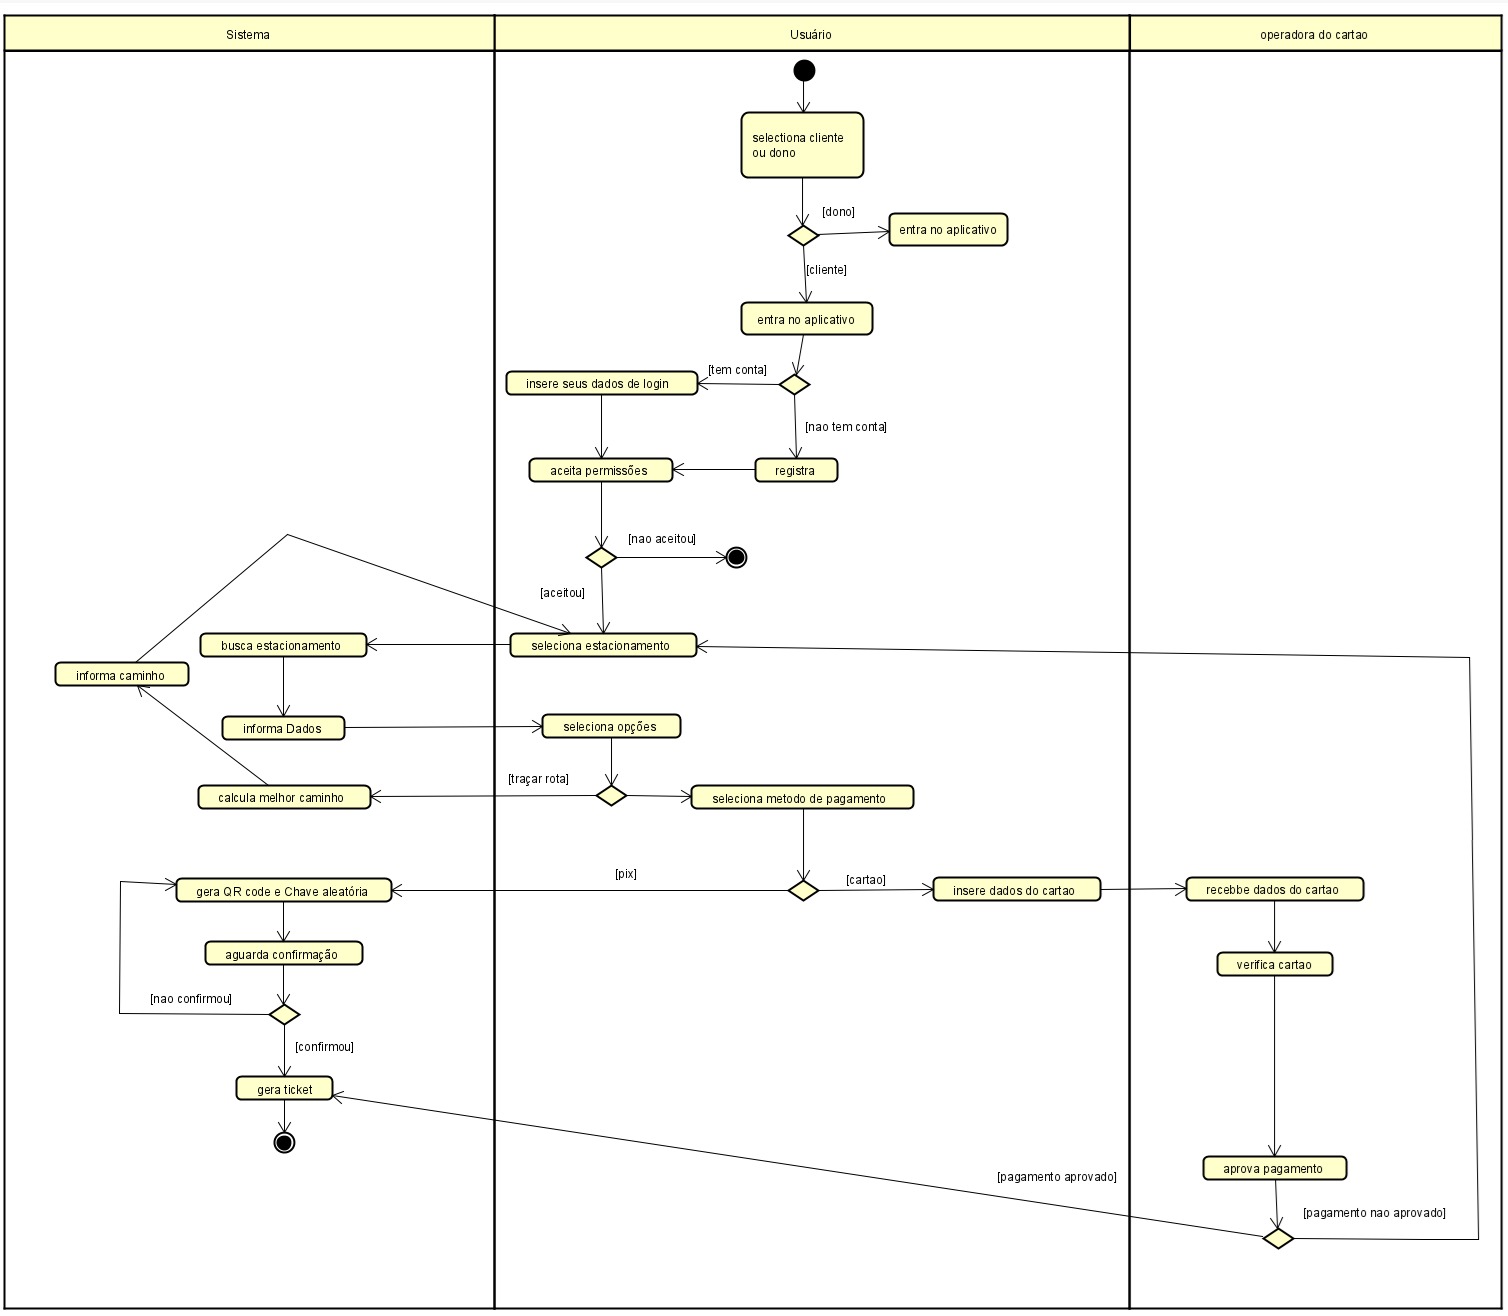 Sistema
Usuário
operadora do cartao
selectiona cliente
ou dono
[dono]
entra no aplicativo
[cliente]
entra no aplicativo
[tem conta]
insere seus dados de login
[nao tem conta]
aceita permissões
registra
[nao aceitou]
[aceitou]
busca estacionamento
seleciona estacionamento
informa caminho
informa Dados
seleciona opções
[traçar rota]
calcula melhor caminho
seleciona metodo de pagamento
[pix]
[cartao]
gera QR code e Chave aleatória
insere dados do cartao
recebbe dados do cartao
aguarda confirmação
verifica cartao
[nao confirmou]
[confirmou]
gera ticket
aprova pagamento
[pagamento aprovado]
[pagamento nao aprovado]